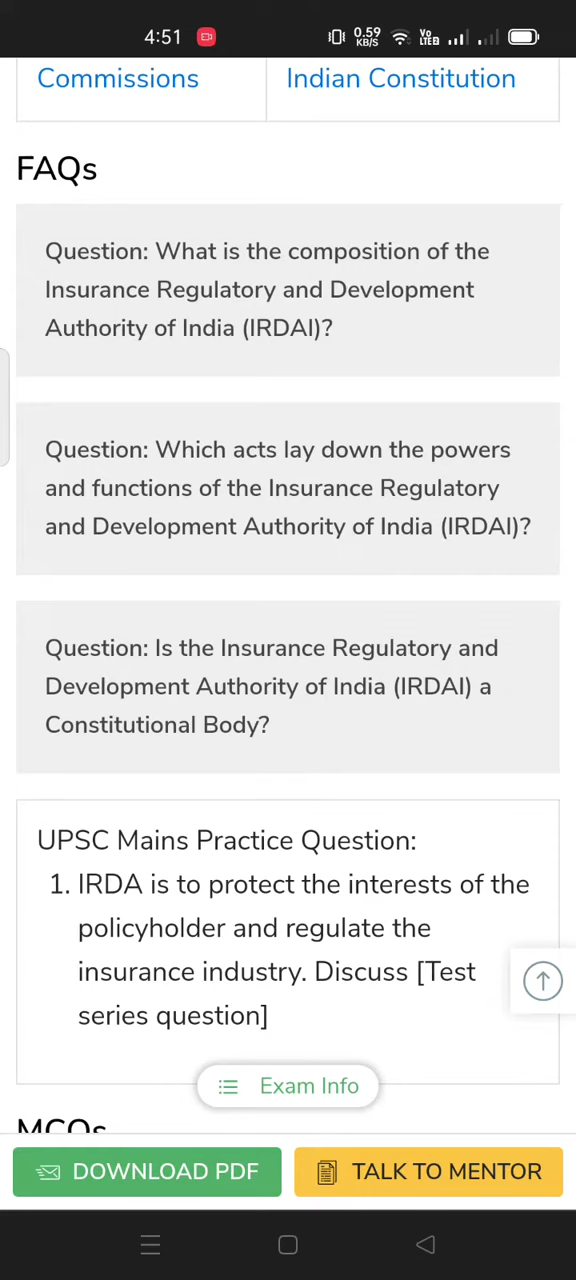 4:51
0.59
KB/S
Vo
LTE2
Commissions
Indian Constitution
FAQs
Question: What is the composition of the
Insurance Regulatory and Development
Authority of India (IRDAI)?
Question: Which acts lay down the powers
and functions of the Insurance Regulatory
and Development Authority of India (IRDAI)?
Question: Is the Insurance Regulatory and
Development Authority of India (IRDAI) a
Constitutional Body?
UPSC Mains Practice Question:
1. IRDA is to protect the interests of the
policyholder and regulate the
insurance industry. Discuss [Test
series question]
Exam Info
MCQs
DOWNLOAD PDF
TALK TO MENTOR